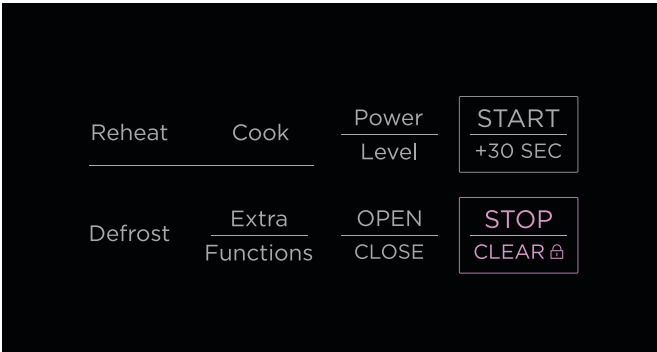 Reheat
Cook
Power
Level
START
+30 SEC
Defrost
Extra
Functions
OPEN
CLOSE
STOP
CLEAR